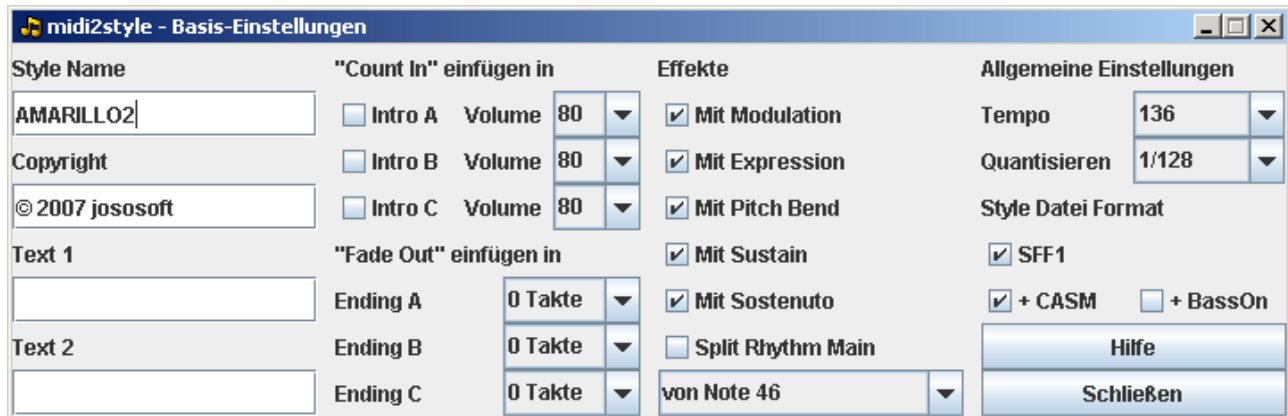 midi2style - Basis-Einstellungen
Style Name
AMARILLO2
Copyright
© 2007 jososoft
Text 1
Text 2
"Count In" einfügen in
Intro A Volume 80
Intro B Volume 80
Intro C Volume 80
"Fade Out" einfügen in
Ending A 0 Takte
Ending B 0 Takte
Ending C 0 Takte
Effekte
Mit Modulation
Mit Expression
Mit Pitch Bend
Mit Sustain
Mit Sostenuto
Split Rhythm Main
von Note 46
Allgemeine Einstellungen
Tempo 136
Quantisieren 1/128
Style Datei Format
SFF1
+ CASM + BassOn
Hilfe
Schließen